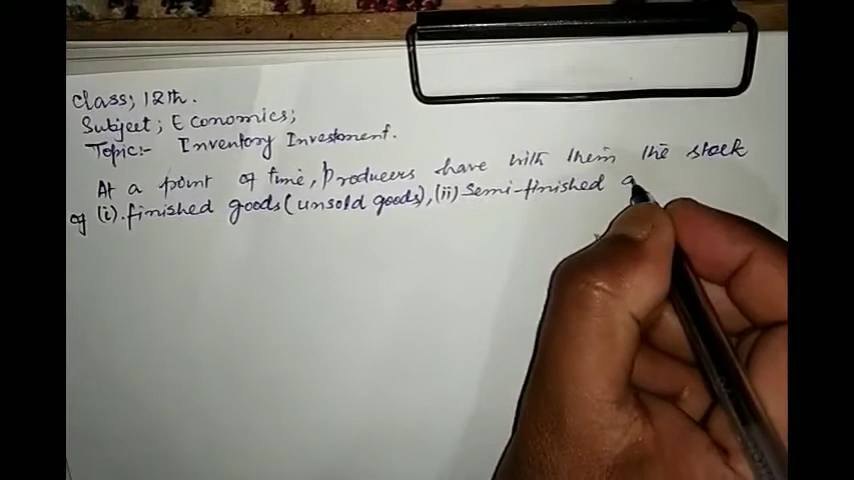 Class; 12th.
Subject; Economics;
Topic:- Inventory Investment.
At a point of time, Producers have with them the stock
of (i). finished goods (unsold goods), (ii) Semi-finished g